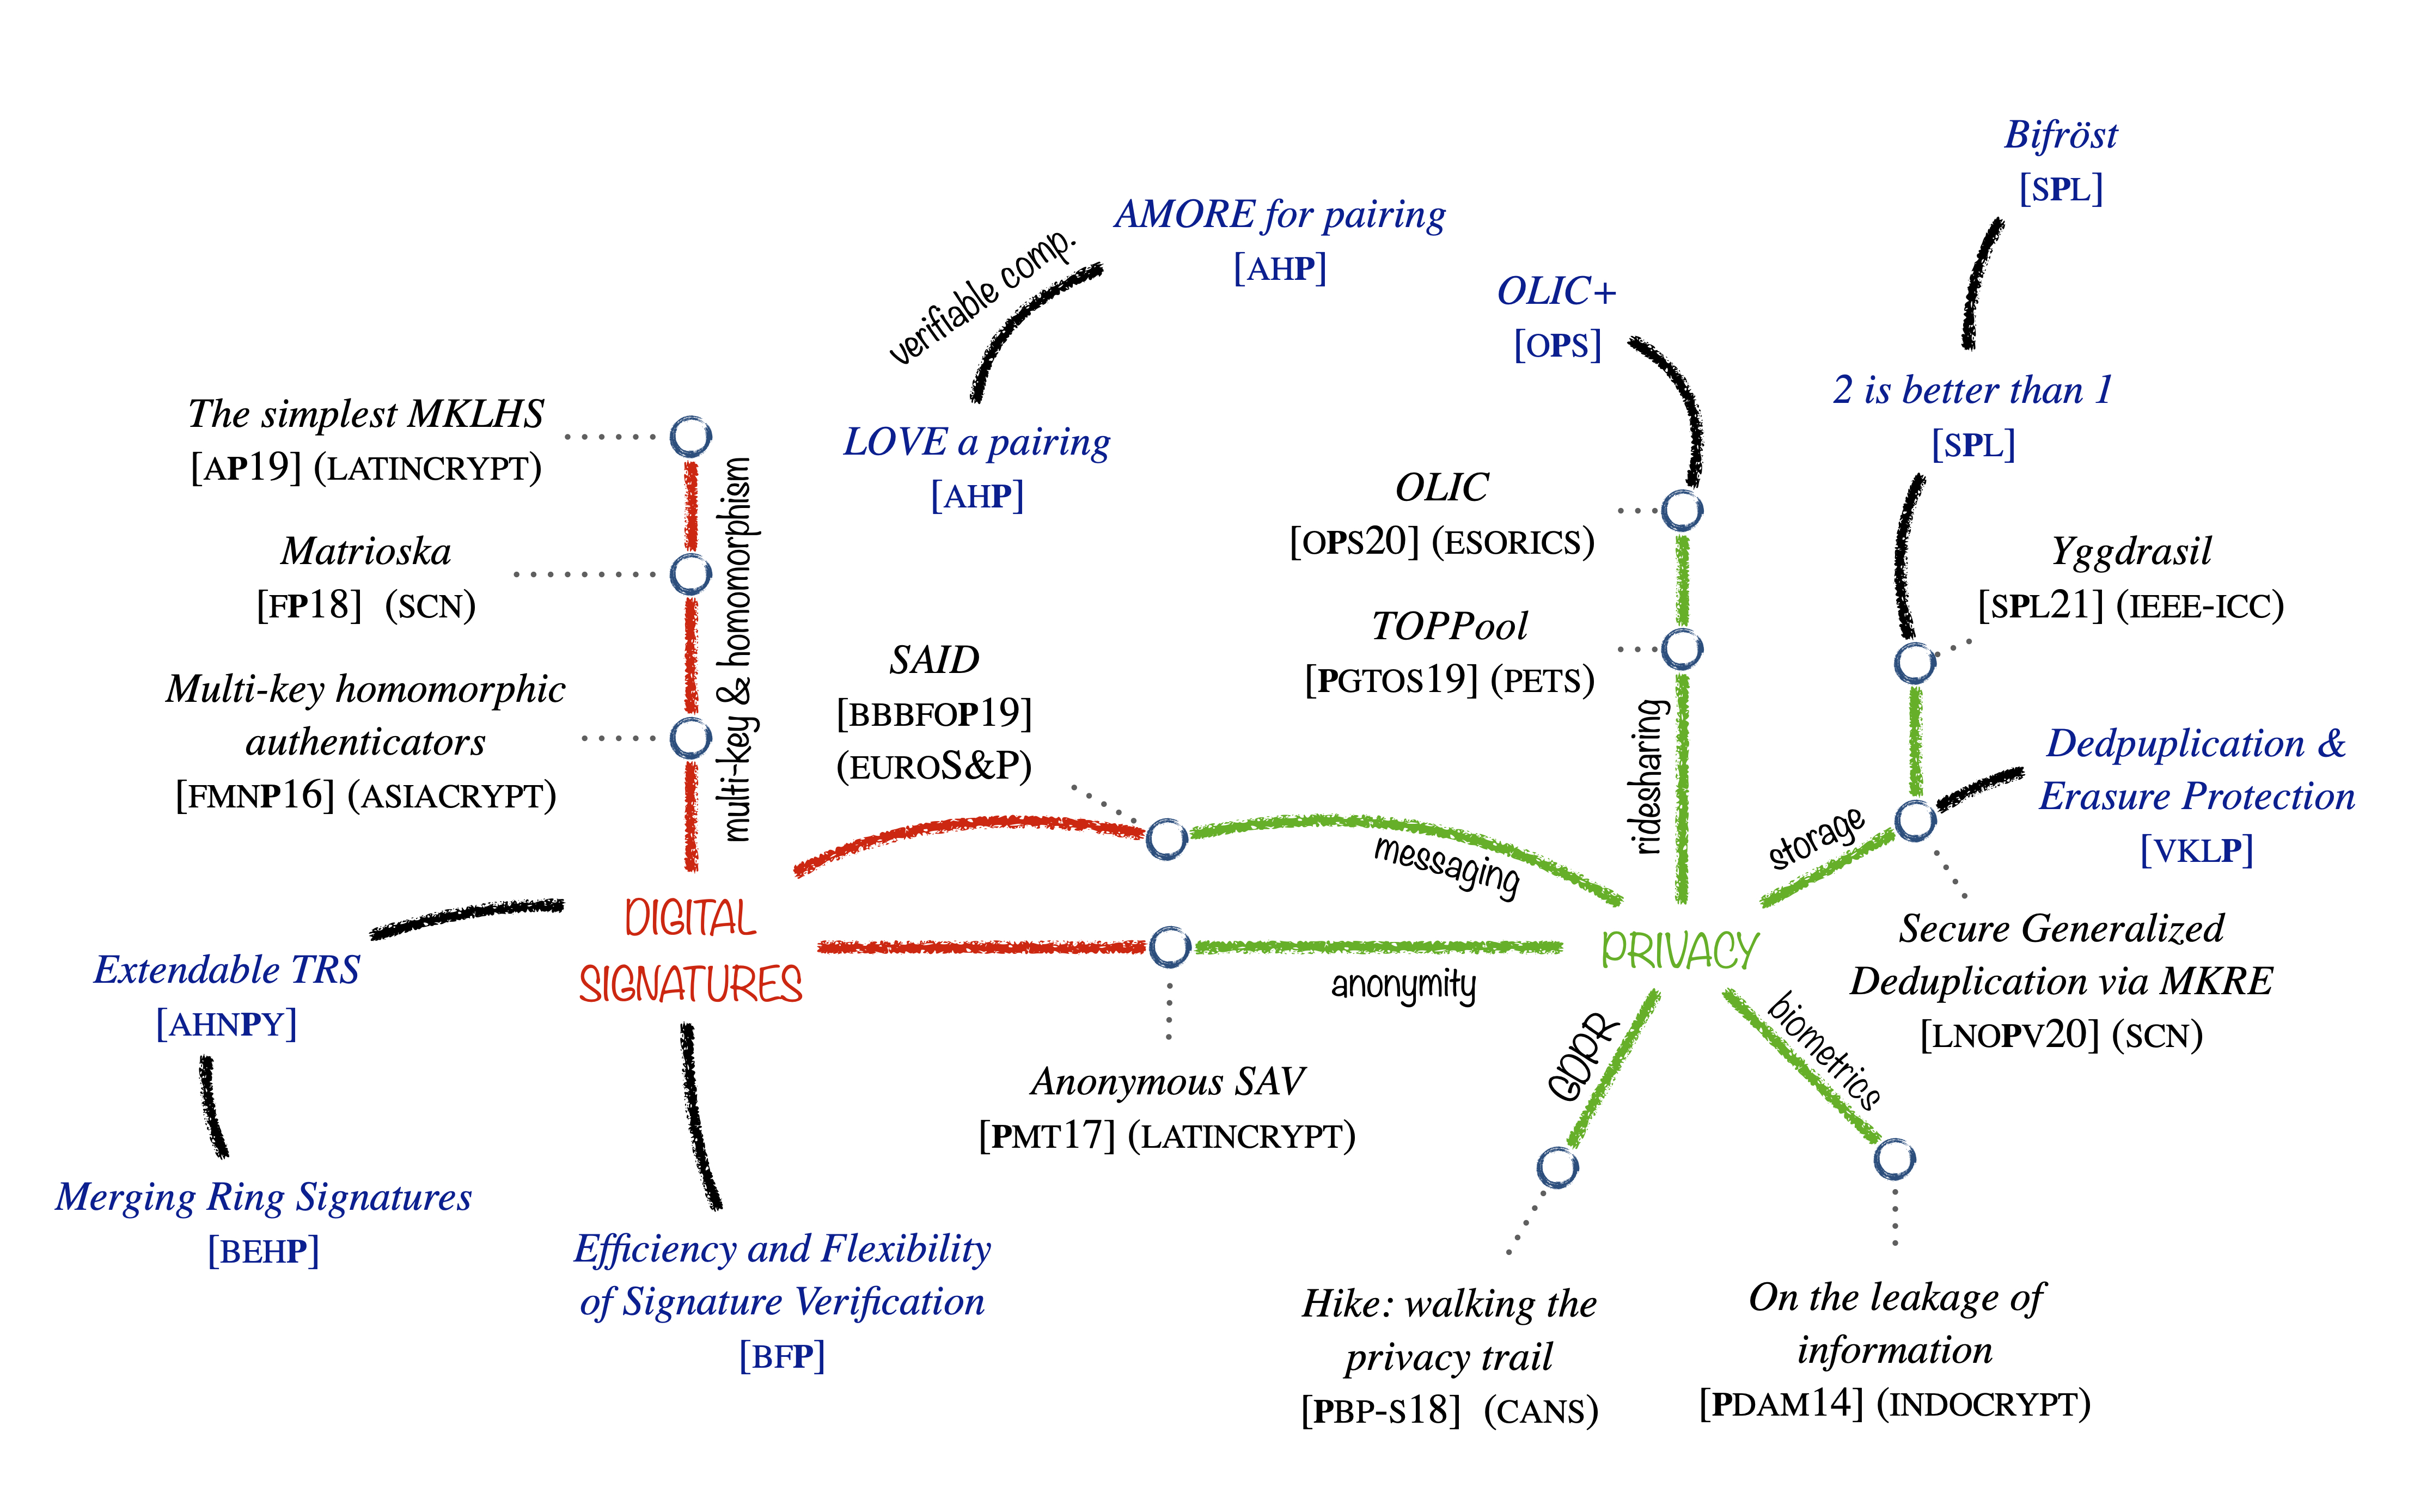 Bifröst
[SPL]
AMORE for pairing
[AHP]
verifiable comp.
OLIC+
[OPS]
2 is better than 1
[SPL]
The simplest MKLHS
[AP19] (LATINCRYPT)
LOVE a pairing
[AHP]
OLIC
[OPS20] (ESORICS)
Matrioska
[FP18] (SCN)
multi-key & homomorphism
Yggdrasil
[SPL21] (IEEE-ICC)
TOPPool
[PGTOS19] (PETS)
SAID
[BBBFOP19]
(EUROS&P)
Multi-key homomorphic
authenticators
[FMNP16] (ASIACRYPT)
ridesharing
Dedpuplication &
Erasure Protection
[VKLP]
storage
messaging
DIGITAL
SIGNATURES
PRIVACY
anonymity
Secure Generalized
Deduplication via MKRE
[LNOPV20] (SCN)
Extendable TRS
[AHNPY]
GDPR
biometrics
Anonymous SAV
[PMT17] (LATINCRYPT)
Merging Ring Signatures
[BEHP]
Efficiency and Flexibility
of Signature Verification
[BFP]
Hike: walking the
privacy trail
[PBP-S18] (CANS)
On the leakage of
information
[PDAM14] (INDOCRYPT)